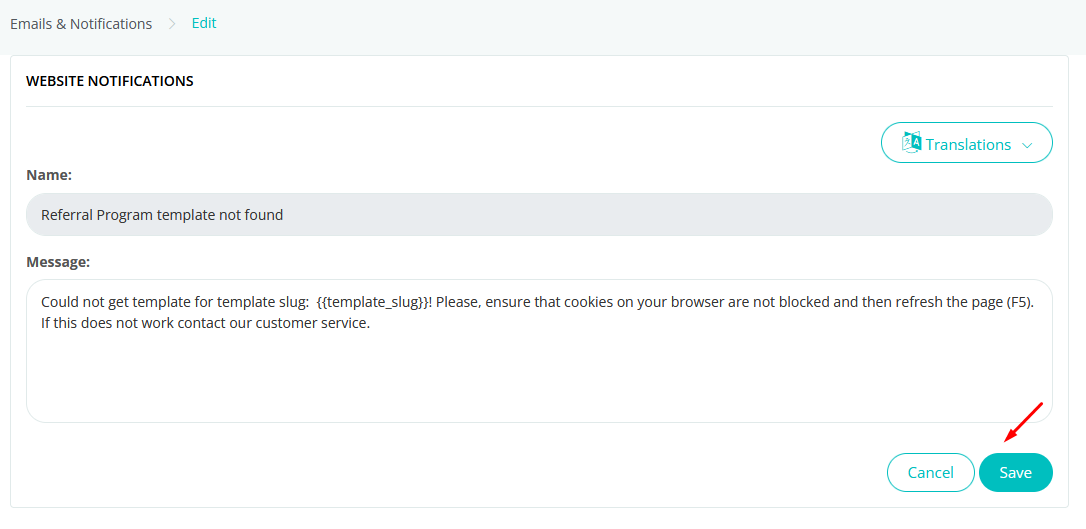 Emails & Notifications > Edit
WEBSITE NOTIFICATIONS
Translations
Name:
Referral Program template not found
Message:
Could not get template for template slug:  {{template_slug}}! Please, ensure that cookies on your browser are not blocked and then refresh the page (F5).
If this does not work contact our customer service.
Cancel Save